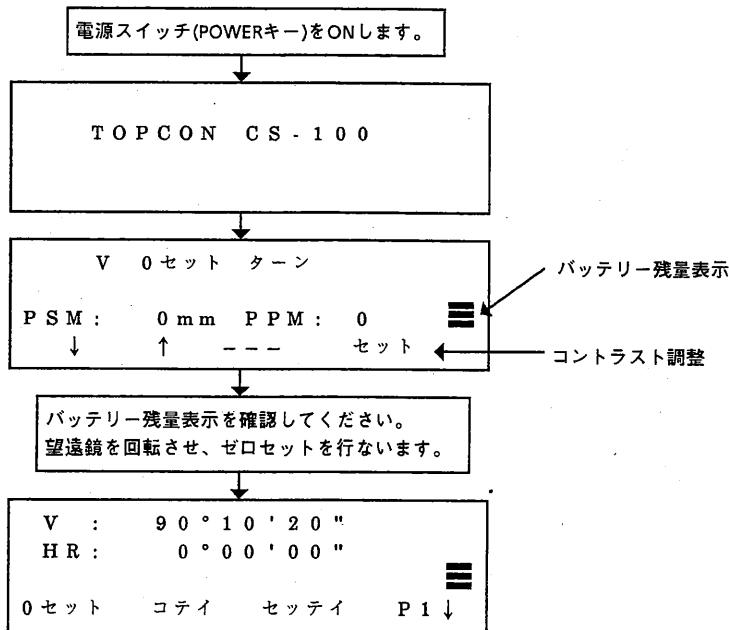 電源スイッチ(POWERキー)をONします。
TOPCON CS-100
V 0セット ターン
バッテリー残量表示
PSM: 0mm PPM: 0
↓ ↑ --- セット
コントラスト調整
バッテリー残量表示を確認してください。
望遠鏡を回転させ、ゼロセットを行ないます。
V : 90°10'20"
HR: 0°00'00"
0セット コテイ セッテイ P1↓